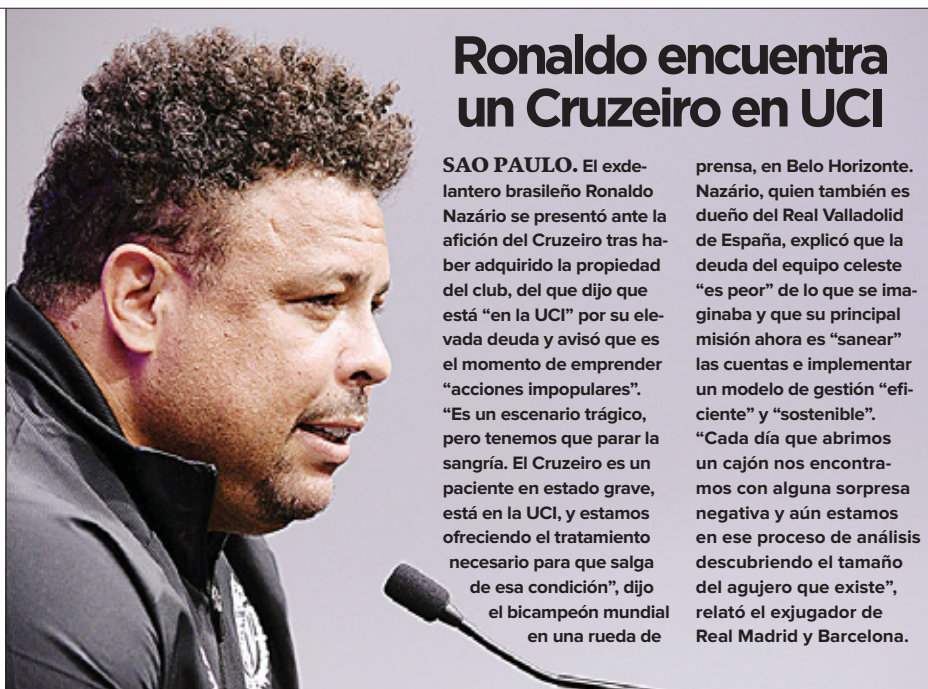 Ronaldo encuentra
un Cruzeiro en UCI
SAO PAULO. El exde-
lantero brasileño Ronaldo
Nazário se presentó ante la
afición del Cruzeiro tras ha-
ber adquirido la propiedad
del club, del que dijo que
está “en la UCI” por su ele-
vada deuda y avisó que es
el momento de emprender
“acciones impopulares”.
“Es un escenario trágico,
pero tenemos que parar la
sangría. El Cruzeiro es un
paciente en estado grave,
está en la UCI, y estamos
ofreciendo el tratamiento
necesario para que salga
de esa condición”, dijo
el bicampeón mundial
en una rueda de
prensa, en Belo Horizonte.
Nazário, quien también es
dueño del Real Valladolid
de España, explicó que la
deuda del equipo celeste
“es peor” de lo que se ima-
ginaba y que su principal
misión ahora es “sanear”
las cuentas e implementar
un modelo de gestión “efi-
ciente” y “sostenible”.
“Cada día que abrimos
un cajón nos encontra-
mos con alguna sorpresa
negativa y aún estamos
en ese proceso de análisis
descubriendo el tamaño
del agujero que existe”,
relató el exjugador de
Real Madrid y Barcelona.